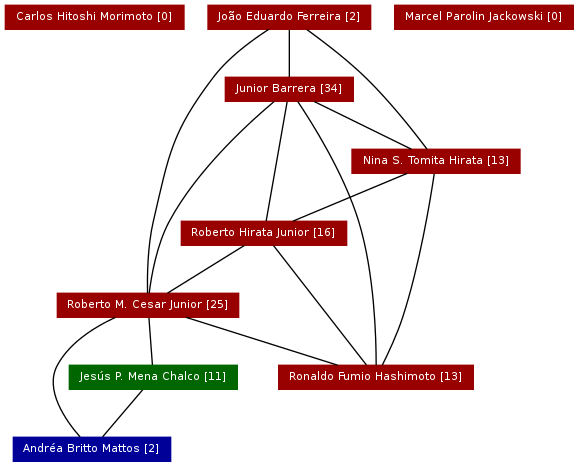 Carlos Hitoshi Morimoto [0]
João Eduardo Ferreira [2]
Marcel Parolin Jackowski [0]
Junior Barrera [34]
Nina S. Tomita Hirata [13]
Roberto Hirata Junior [16]
Roberto M. Cesar Junior [25]
Jesús P. Mena Chalco [11]
Ronaldo Fumio Hashimoto [13]
Andréa Britto Mattos [2]